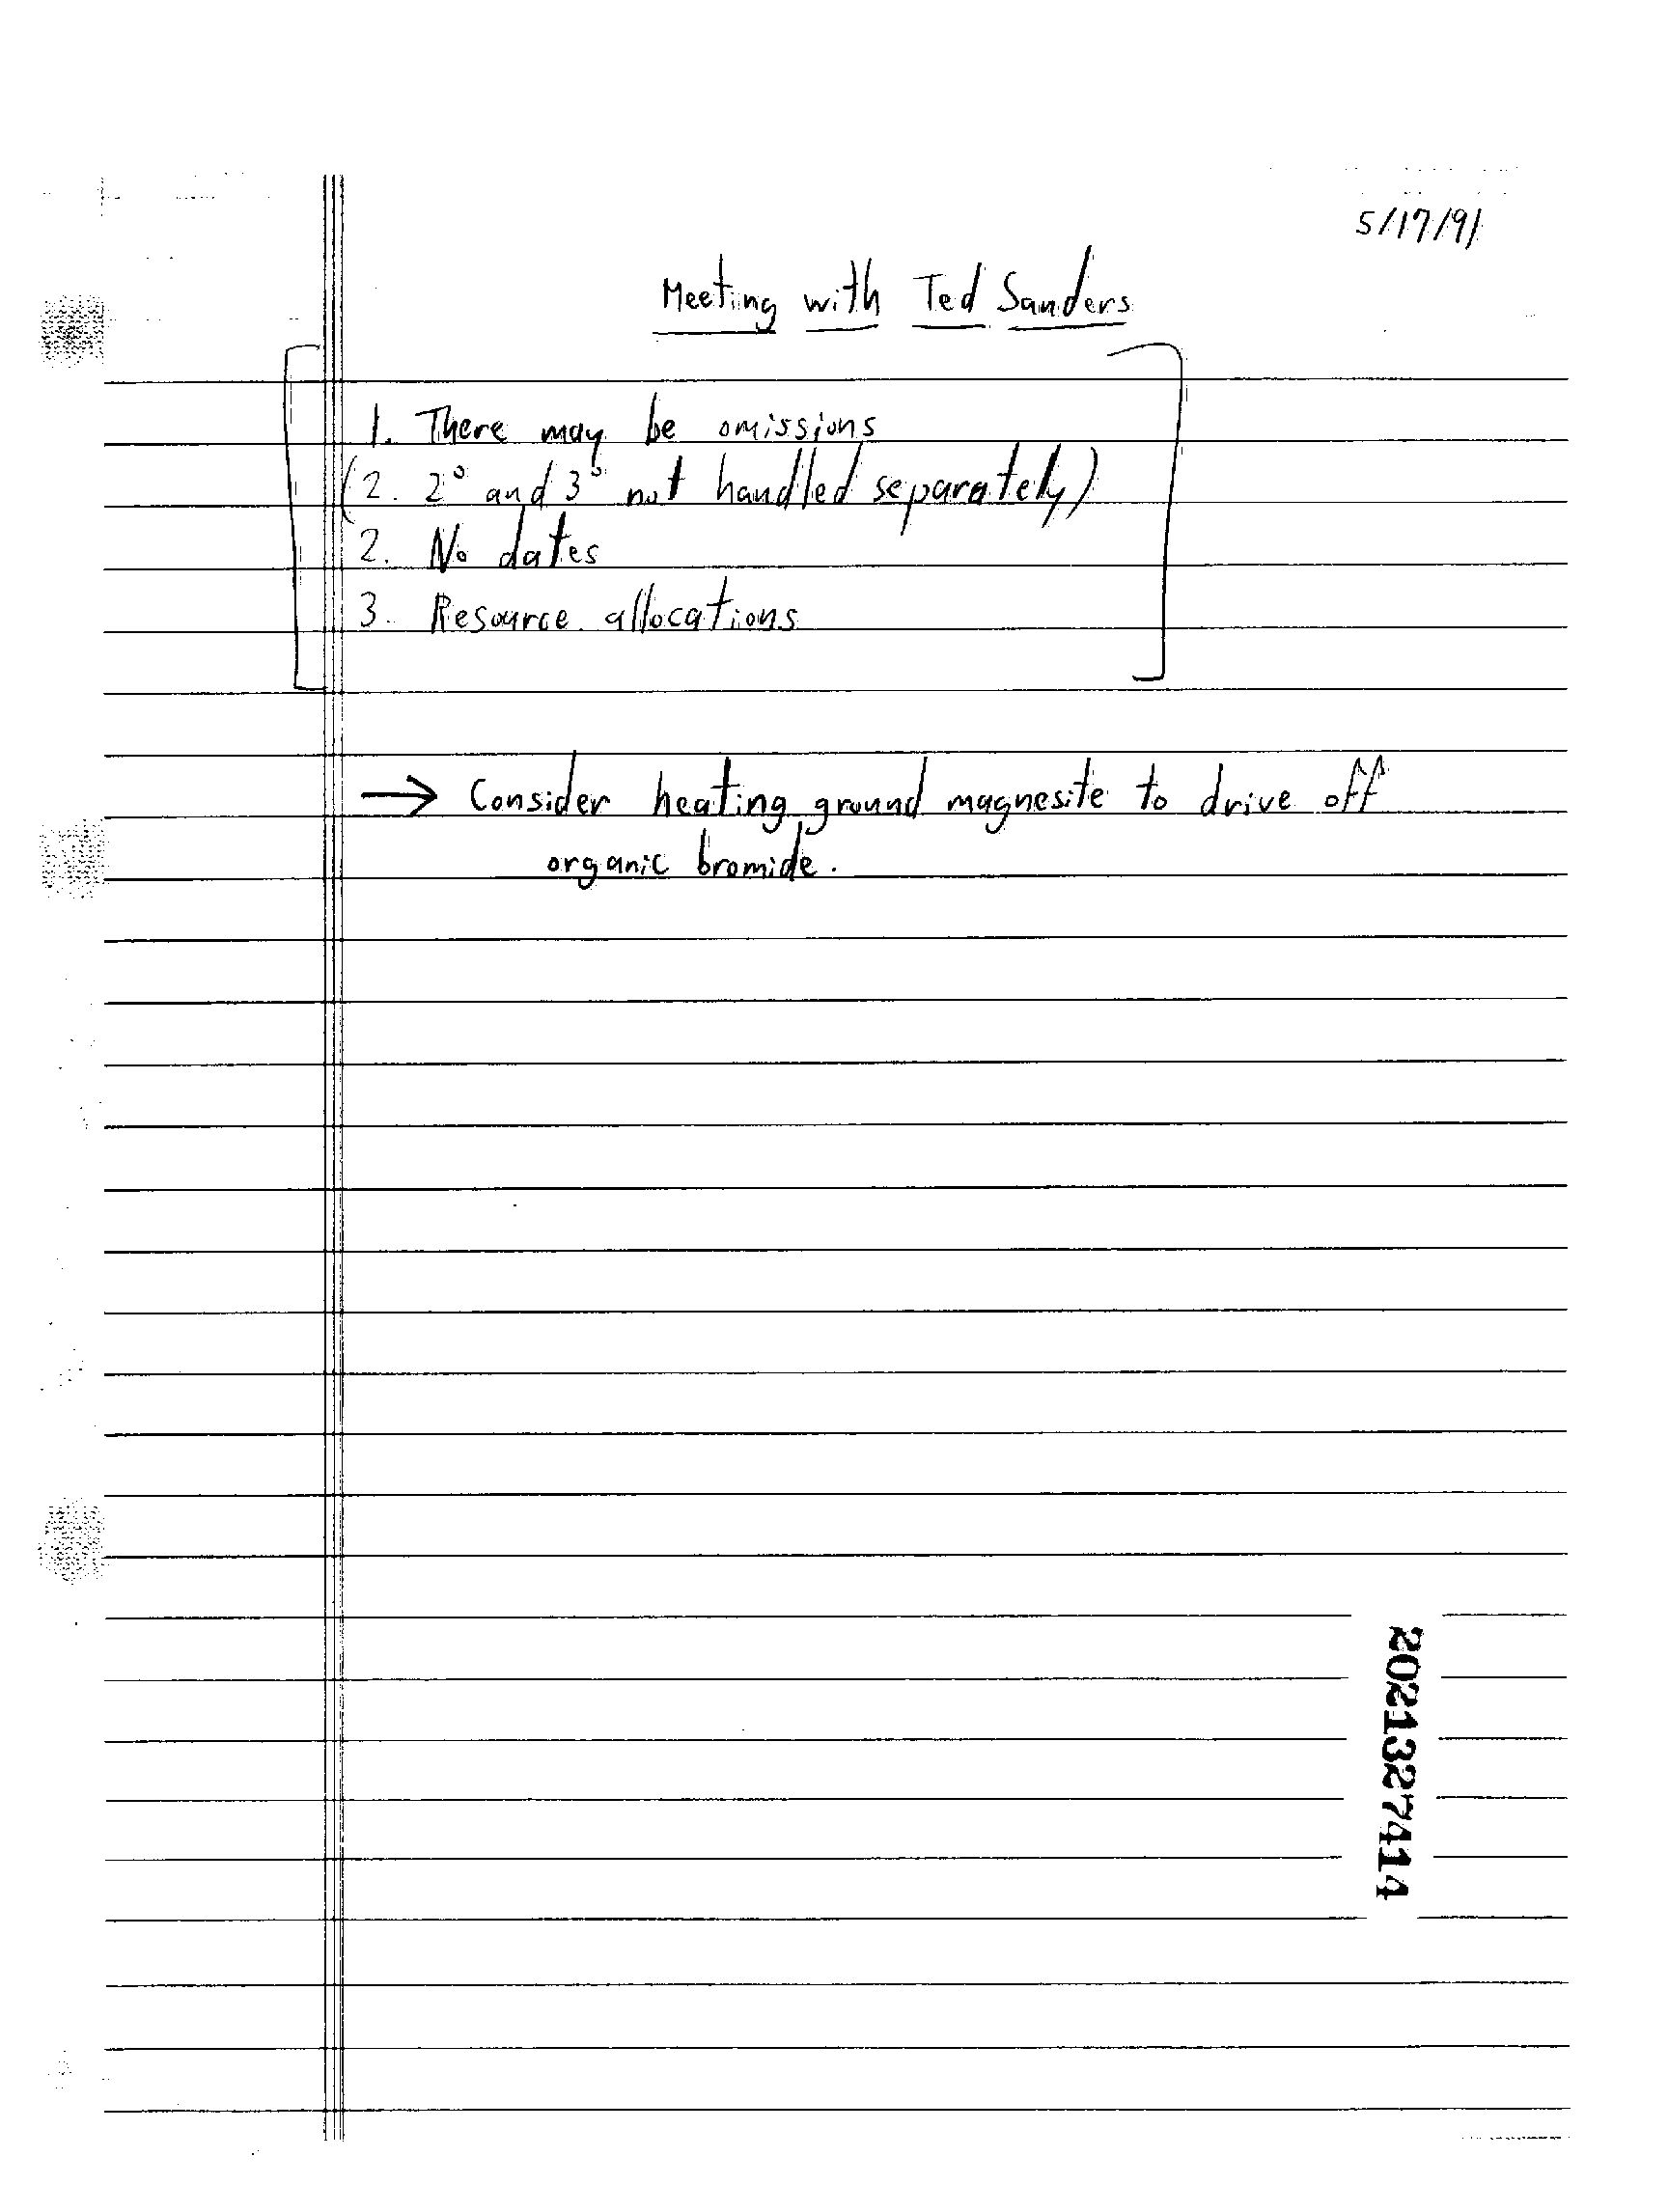 5/17/91
Meeting with Ted Sanders
1. There may be omissions
(2. 2° and 3° not handled separately)
2. No dates
3. Resource allocations
→ Consider heating ground magnesite to drive off
organic bromide.
2021327414